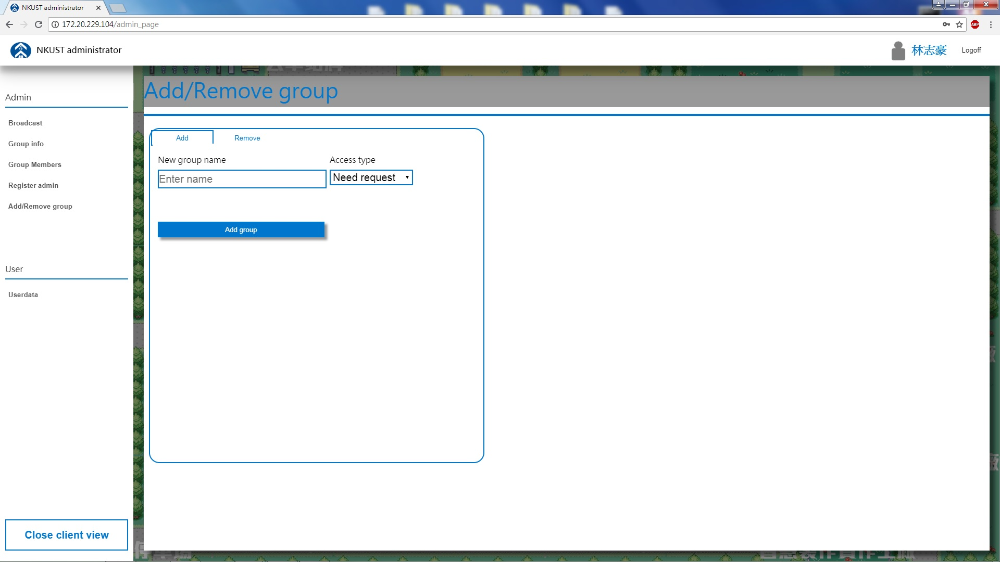 NKUST administrator
172.20.229.104/admin_page
ABP
NKUST administrator
林志豪
Logoff
Add/Remove group
Admin
Broadcast
Group info
Group Members
Register admin
Add/Remove group
User
Userdata
Close client view
Add
Remove
New group name
Access type
Enter name
Need request
Add group